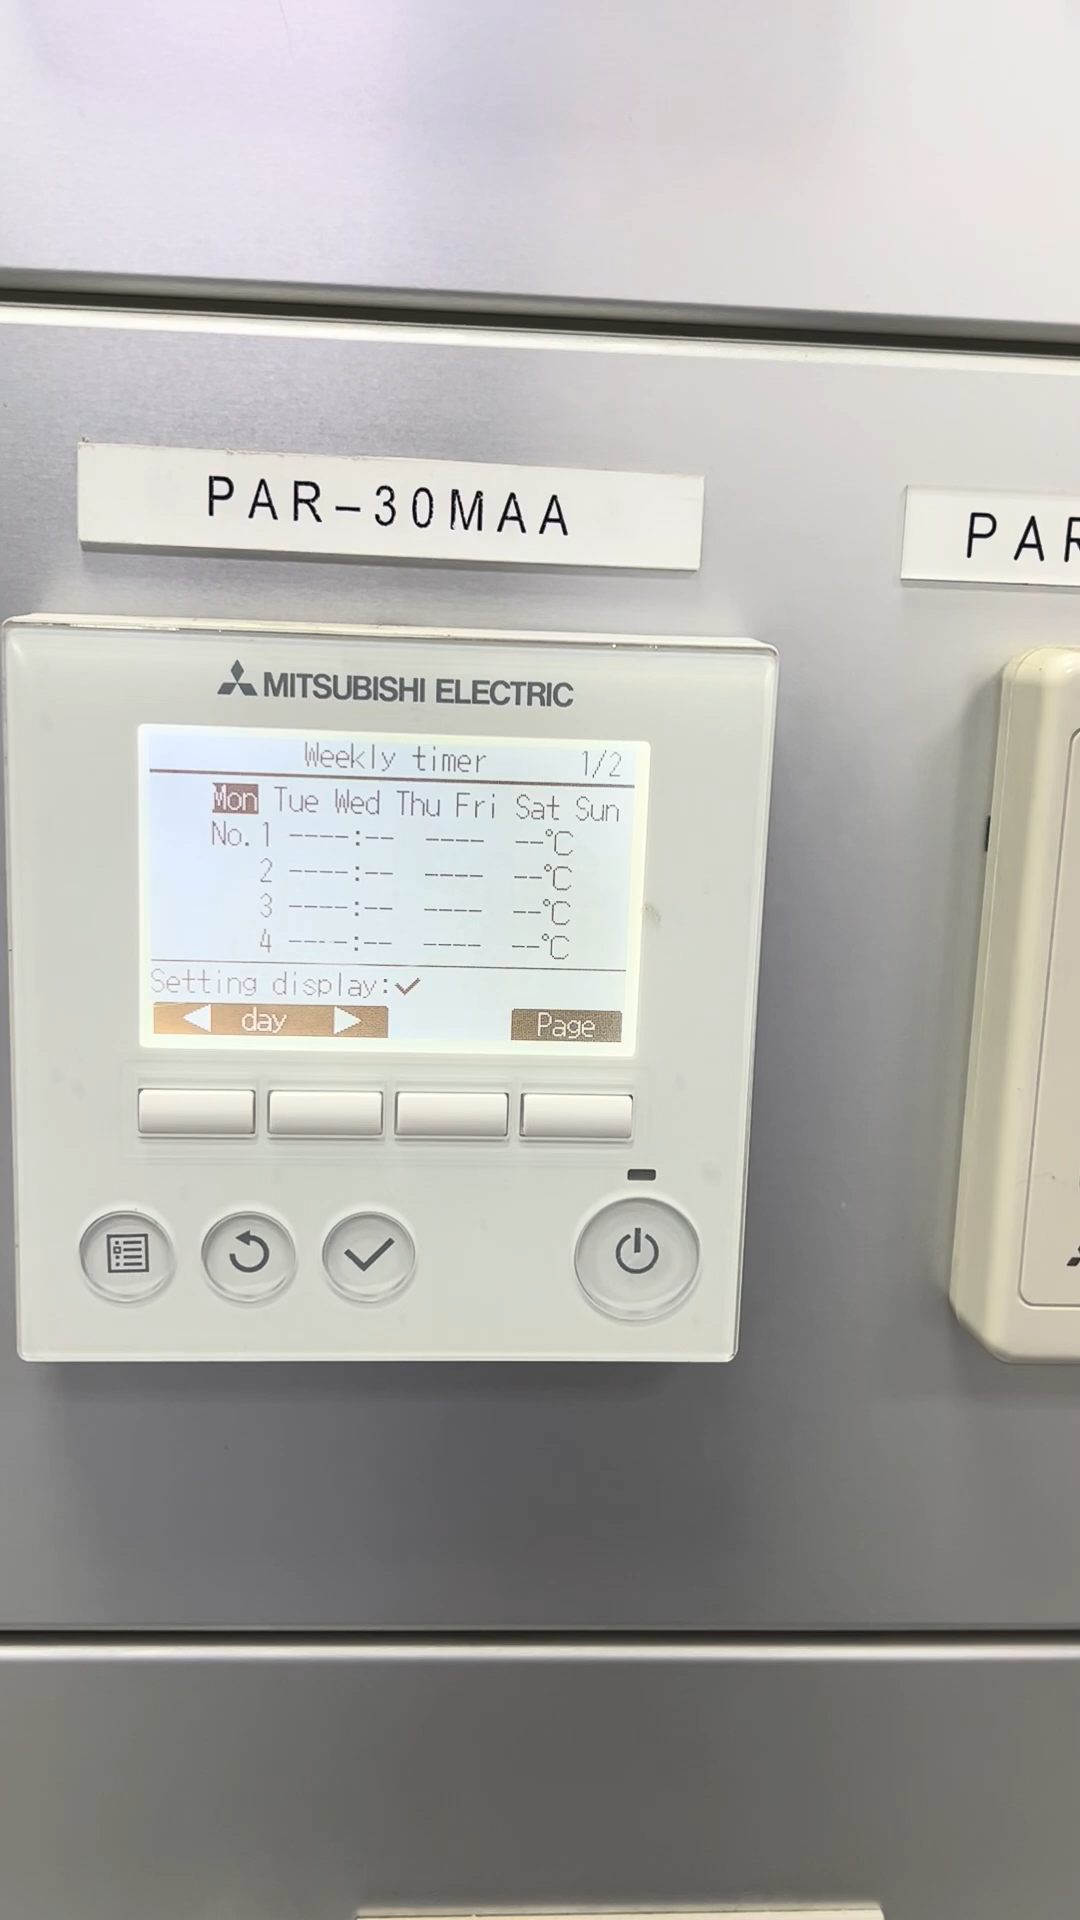 PAR-30MAA
PAR
MITSUBISHI ELECTRIC
Weekly timer 1/2
Mon Tue Wed Thu Fri Sat Sun
No. 1 ----:-- ---- --℃
2 ----:-- ---- --℃
3 ----:-- ---- --℃
4 ----:-- ---- --℃
Setting display:✓
◀ day ▶ Page